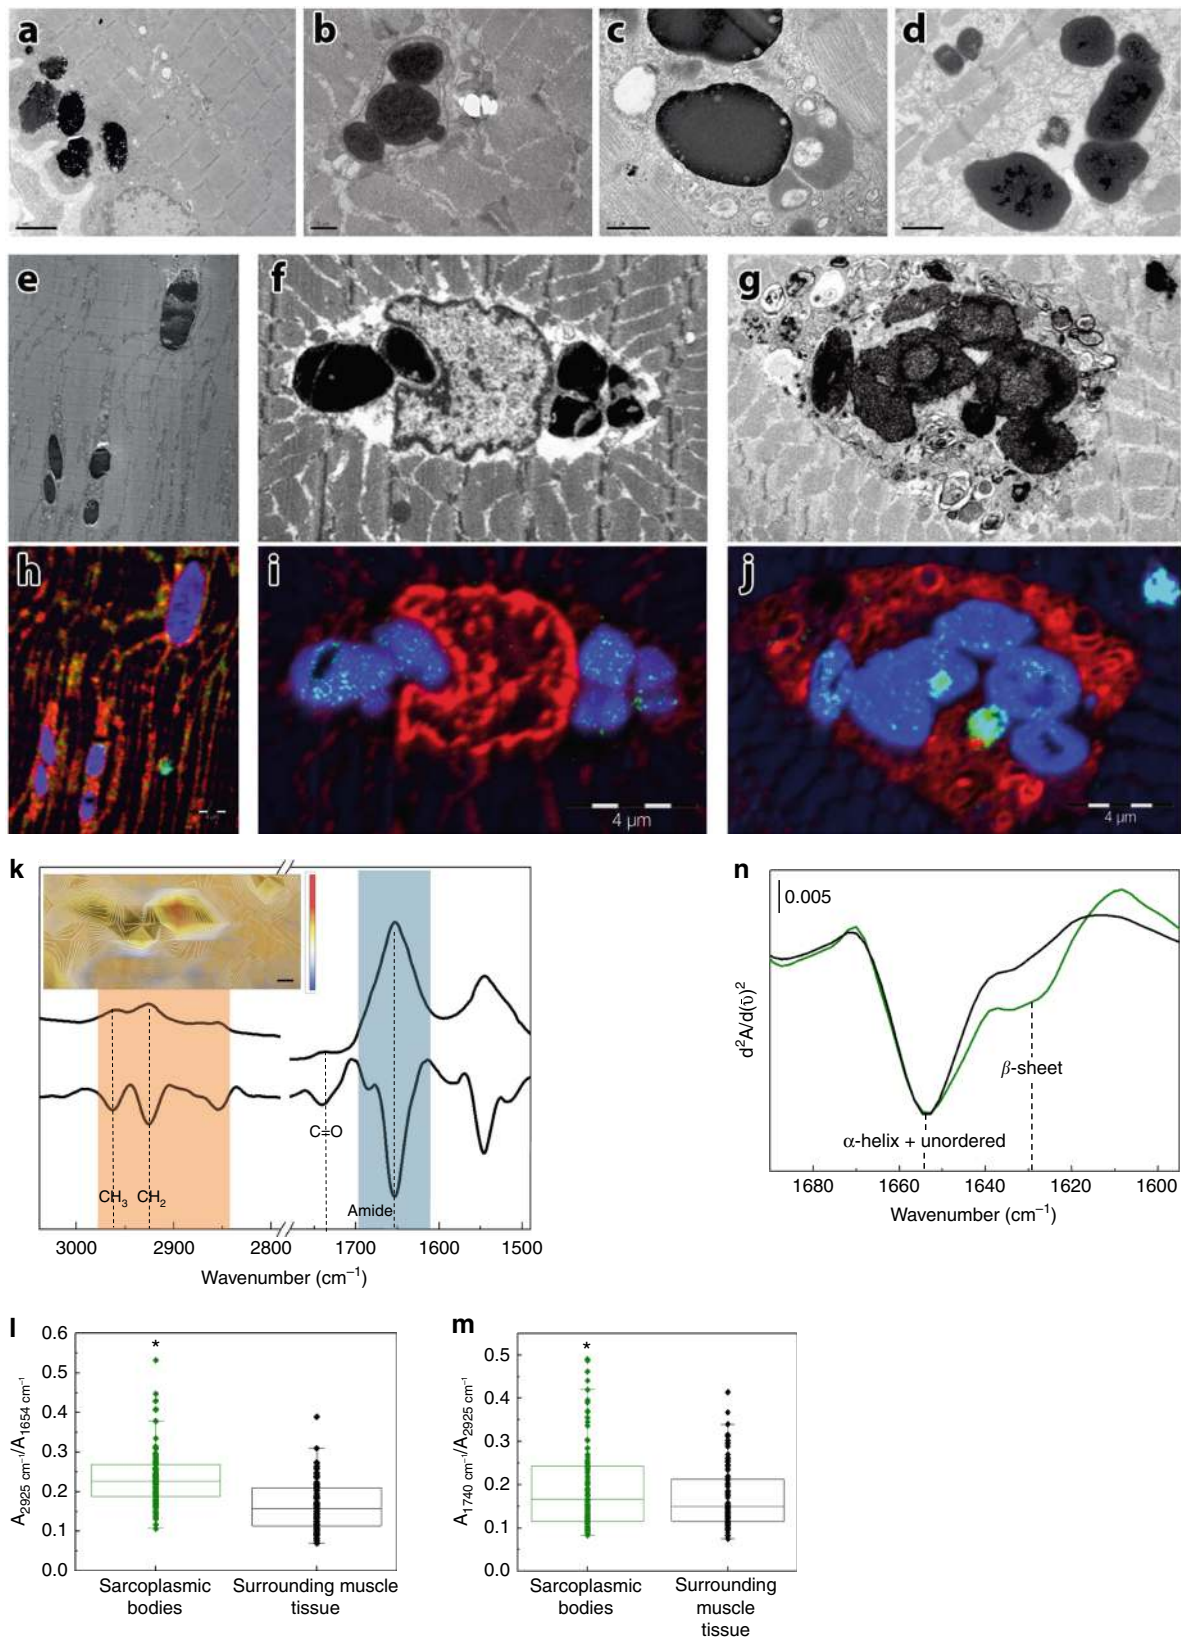 a
b
c
d
e
f
g
h
i
4 µm
j
4 µm
k
CH₃
CH₂
C=O
Amide
3000 2900 2800 1700 1600 1500
Wavenumber (cm⁻¹)
n
0.005
d²A/d(ῡ)²
β-sheet
α-helix + unordered
1680 1660 1640 1620 1600
Wavenumber (cm⁻¹)
l
A₂₉₂₅ cm⁻¹/A₁₆₅₄ cm⁻¹
0.6
0.5
0.4
0.3
0.2
0.1
0.0
*
Sarcoplasmic
bodies
Surrounding muscle
tissue
m
A₁₇₄₀ cm⁻¹/A₂₉₂₅ cm⁻¹
0.5
0.4
0.3
0.2
0.1
0.0
*
Sarcoplasmic
bodies
Surrounding
muscle
tissue